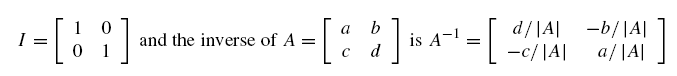 I = [ 1 0 ; 0 1 ] and the inverse of A = [ a b ; c d ] is A⁻¹ = [ d/|A| −b/|A| ; −c/|A| a/|A| ]